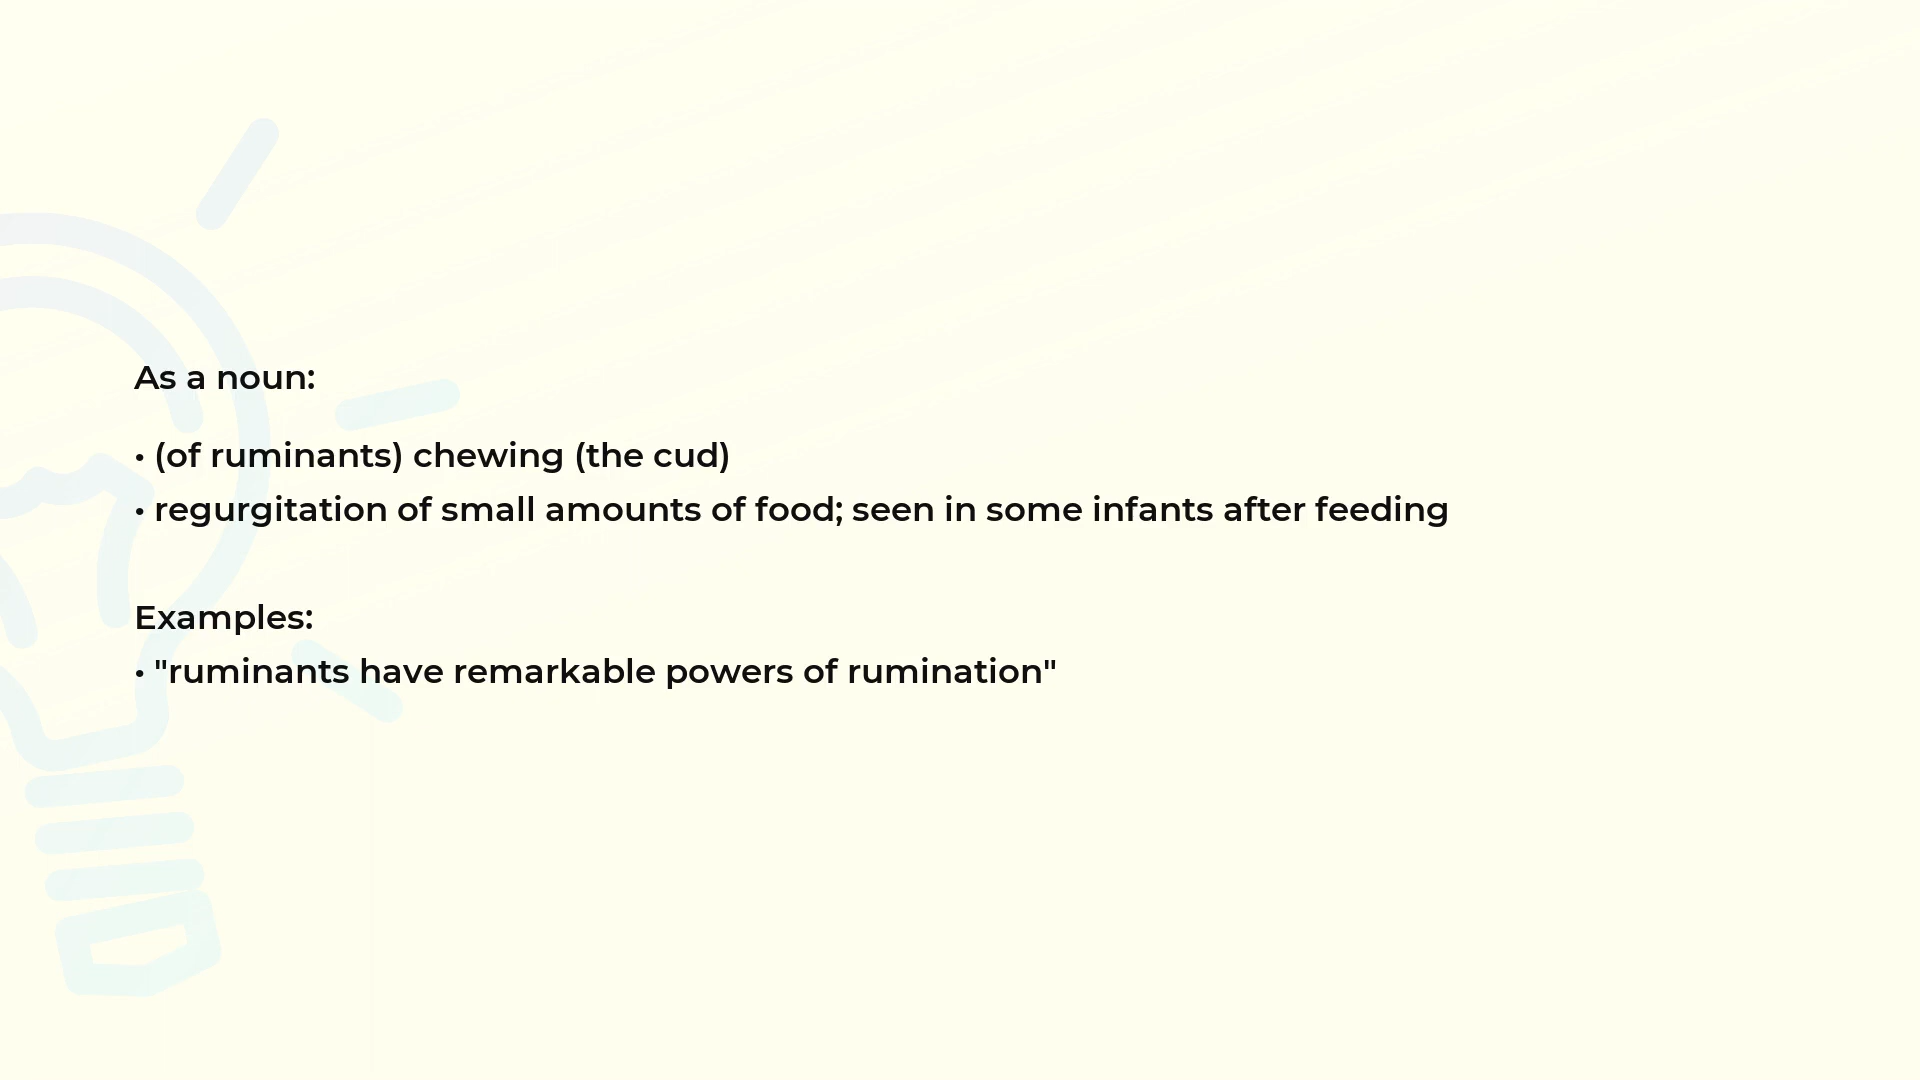 As a noun:
• (of ruminants) chewing (the cud)
• regurgitation of small amounts of food; seen in some infants after feeding
Examples:
• "ruminants have remarkable powers of rumination"